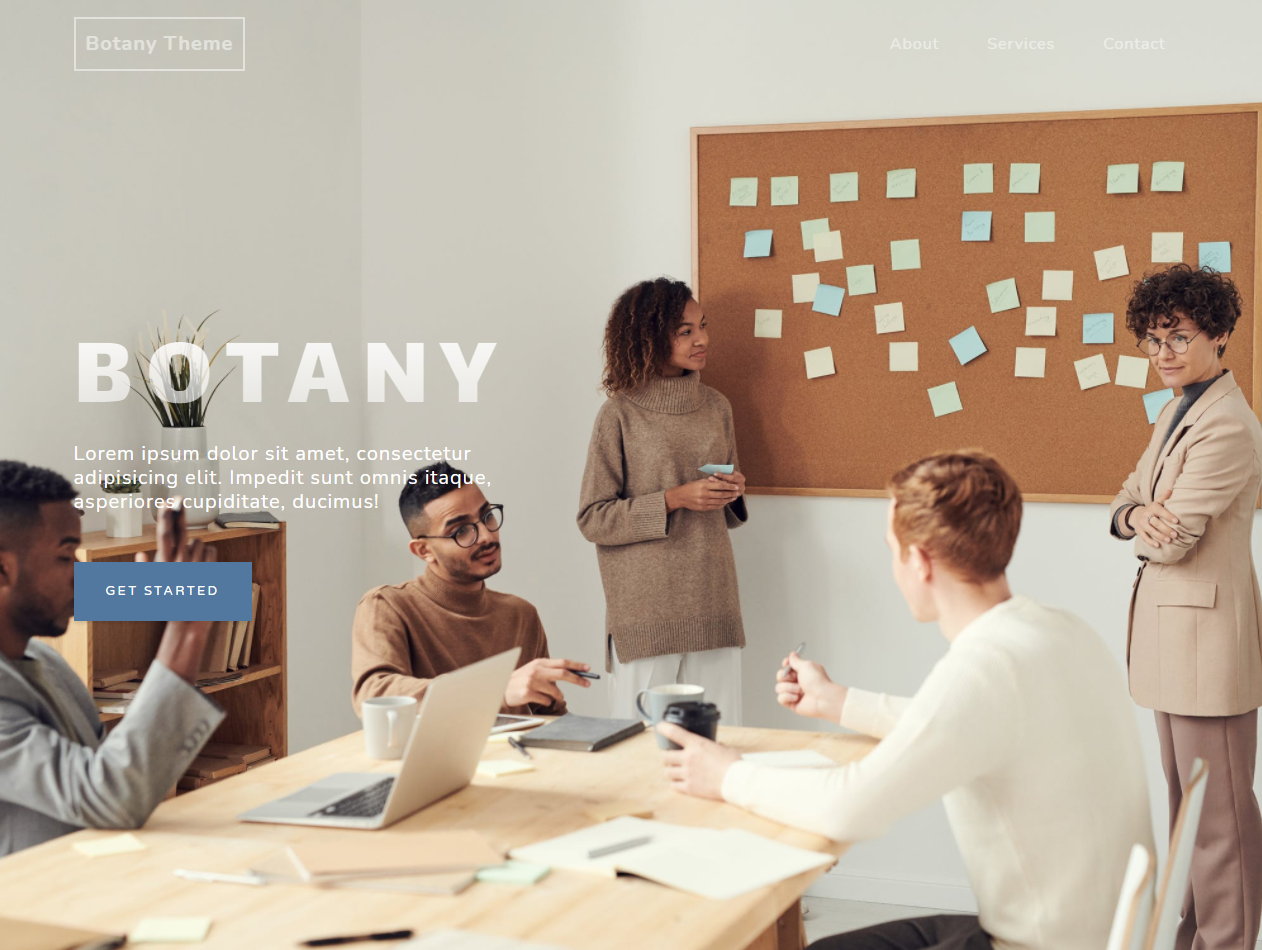 Botany Theme
About Services Contact
BOTANY
Lorem ipsum dolor sit amet, consectetur
adipisicing elit. Impedit sunt omnis itaque,
asperiores cupiditate, ducimus!
GET STARTED